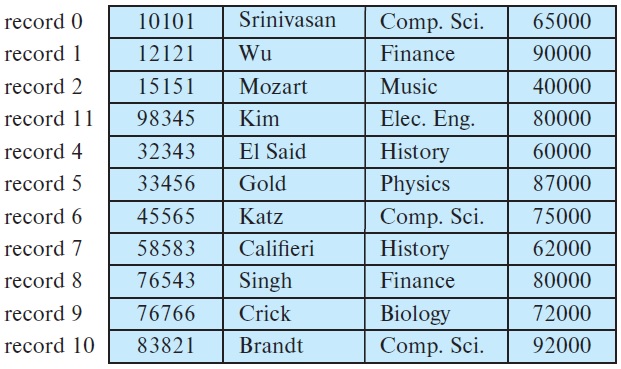 record 0 10101 Srinivasan Comp. Sci. 65000
record 1 12121 Wu Finance 90000
record 2 15151 Mozart Music 40000
record 11 98345 Kim Elec. Eng. 80000
record 4 32343 El Said History 60000
record 5 33456 Gold Physics 87000
record 6 45565 Katz Comp. Sci. 75000
record 7 58583 Califieri History 62000
record 8 76543 Singh Finance 80000
record 9 76766 Crick Biology 72000
record 10 83821 Brandt Comp. Sci. 92000